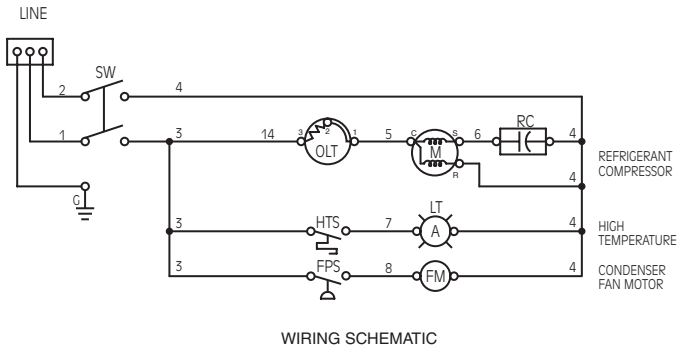 LINE
SW
2
4
1
3
14
3
2
1
OLT
5
C
S
M
R
6
RC
4
REFRIGERANT
COMPRESSOR
4
G
3
HTS
7
LT
A
4
HIGH
TEMPERATURE
3
FPS
8
FM
4
CONDENSER
FAN MOTOR
WIRING SCHEMATIC